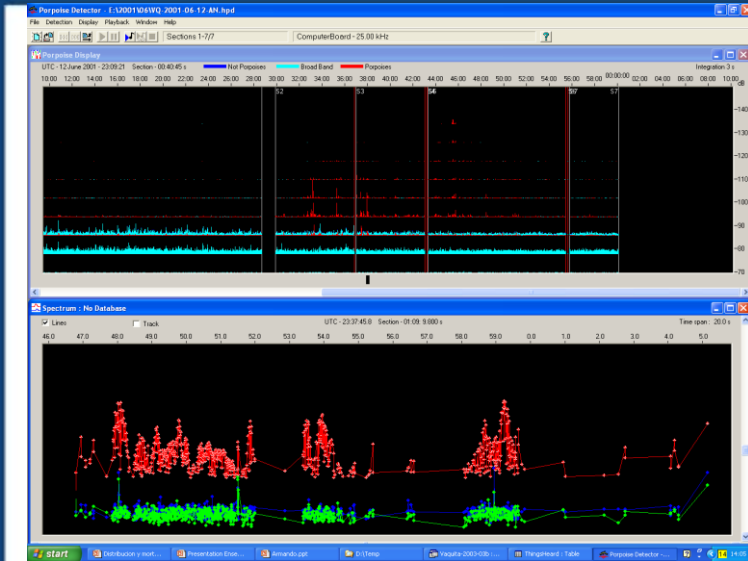 Porpoise Detector - E:\2001\06\VQ-2001-06-12-AN.hpd
File Detection Display Playback Window Help
Sections 1-7/7 ComputerBoard - 25.00 kHz
Porpoise Display
UTC - 12 June 2001 - 23:09:21 Section - 00:40:45 s Not Porpoises Broad Band Porpoises Integration 3 s
10:00 12:00 14:00 16:00 18:00 20:00 22:00 24:00 26:00 28:00 30:00 32:00 34:00 36:00 38:00 40:00 42:00 44:00 46:00 48:00 50:00 52:00 54:00 56:00 58:00 00:00:00 02:00 04:00 06:00 08:00 10:00
dB
S2 S3 S7
-140
-130
-120
-110
-100
-90
-80
-70
Spectrum : No Database
Lines Track UTC - 23:37:45.0 Section - 01:09: 9.800 s Time span : 20.0 s
46.0 47.0 48.0 49.0 50.0 51.0 52.0 53.0 54.0 55.0 56.0 57.0 58.0 59.0 0.0 1.0 2.0 3.0 4.0 5.0
start Distribucion y mort... Presentation Ense... Armando.ppt D:\Temp Vaquita-2003-03b :... ThingsHeard : Table Porpoise Detector -... 14 14:05